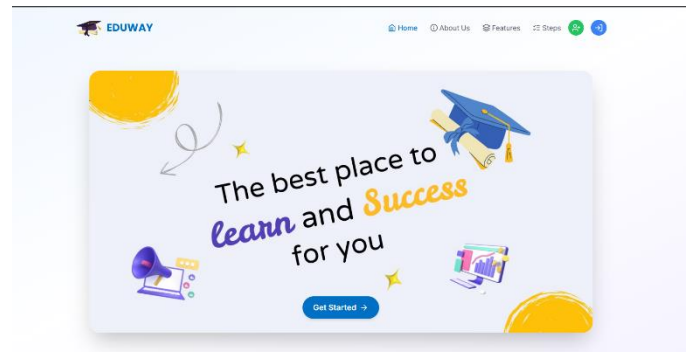 EDUWAY
Home About Us Features Steps
The best place to
learn and Success
for you
Get Started →